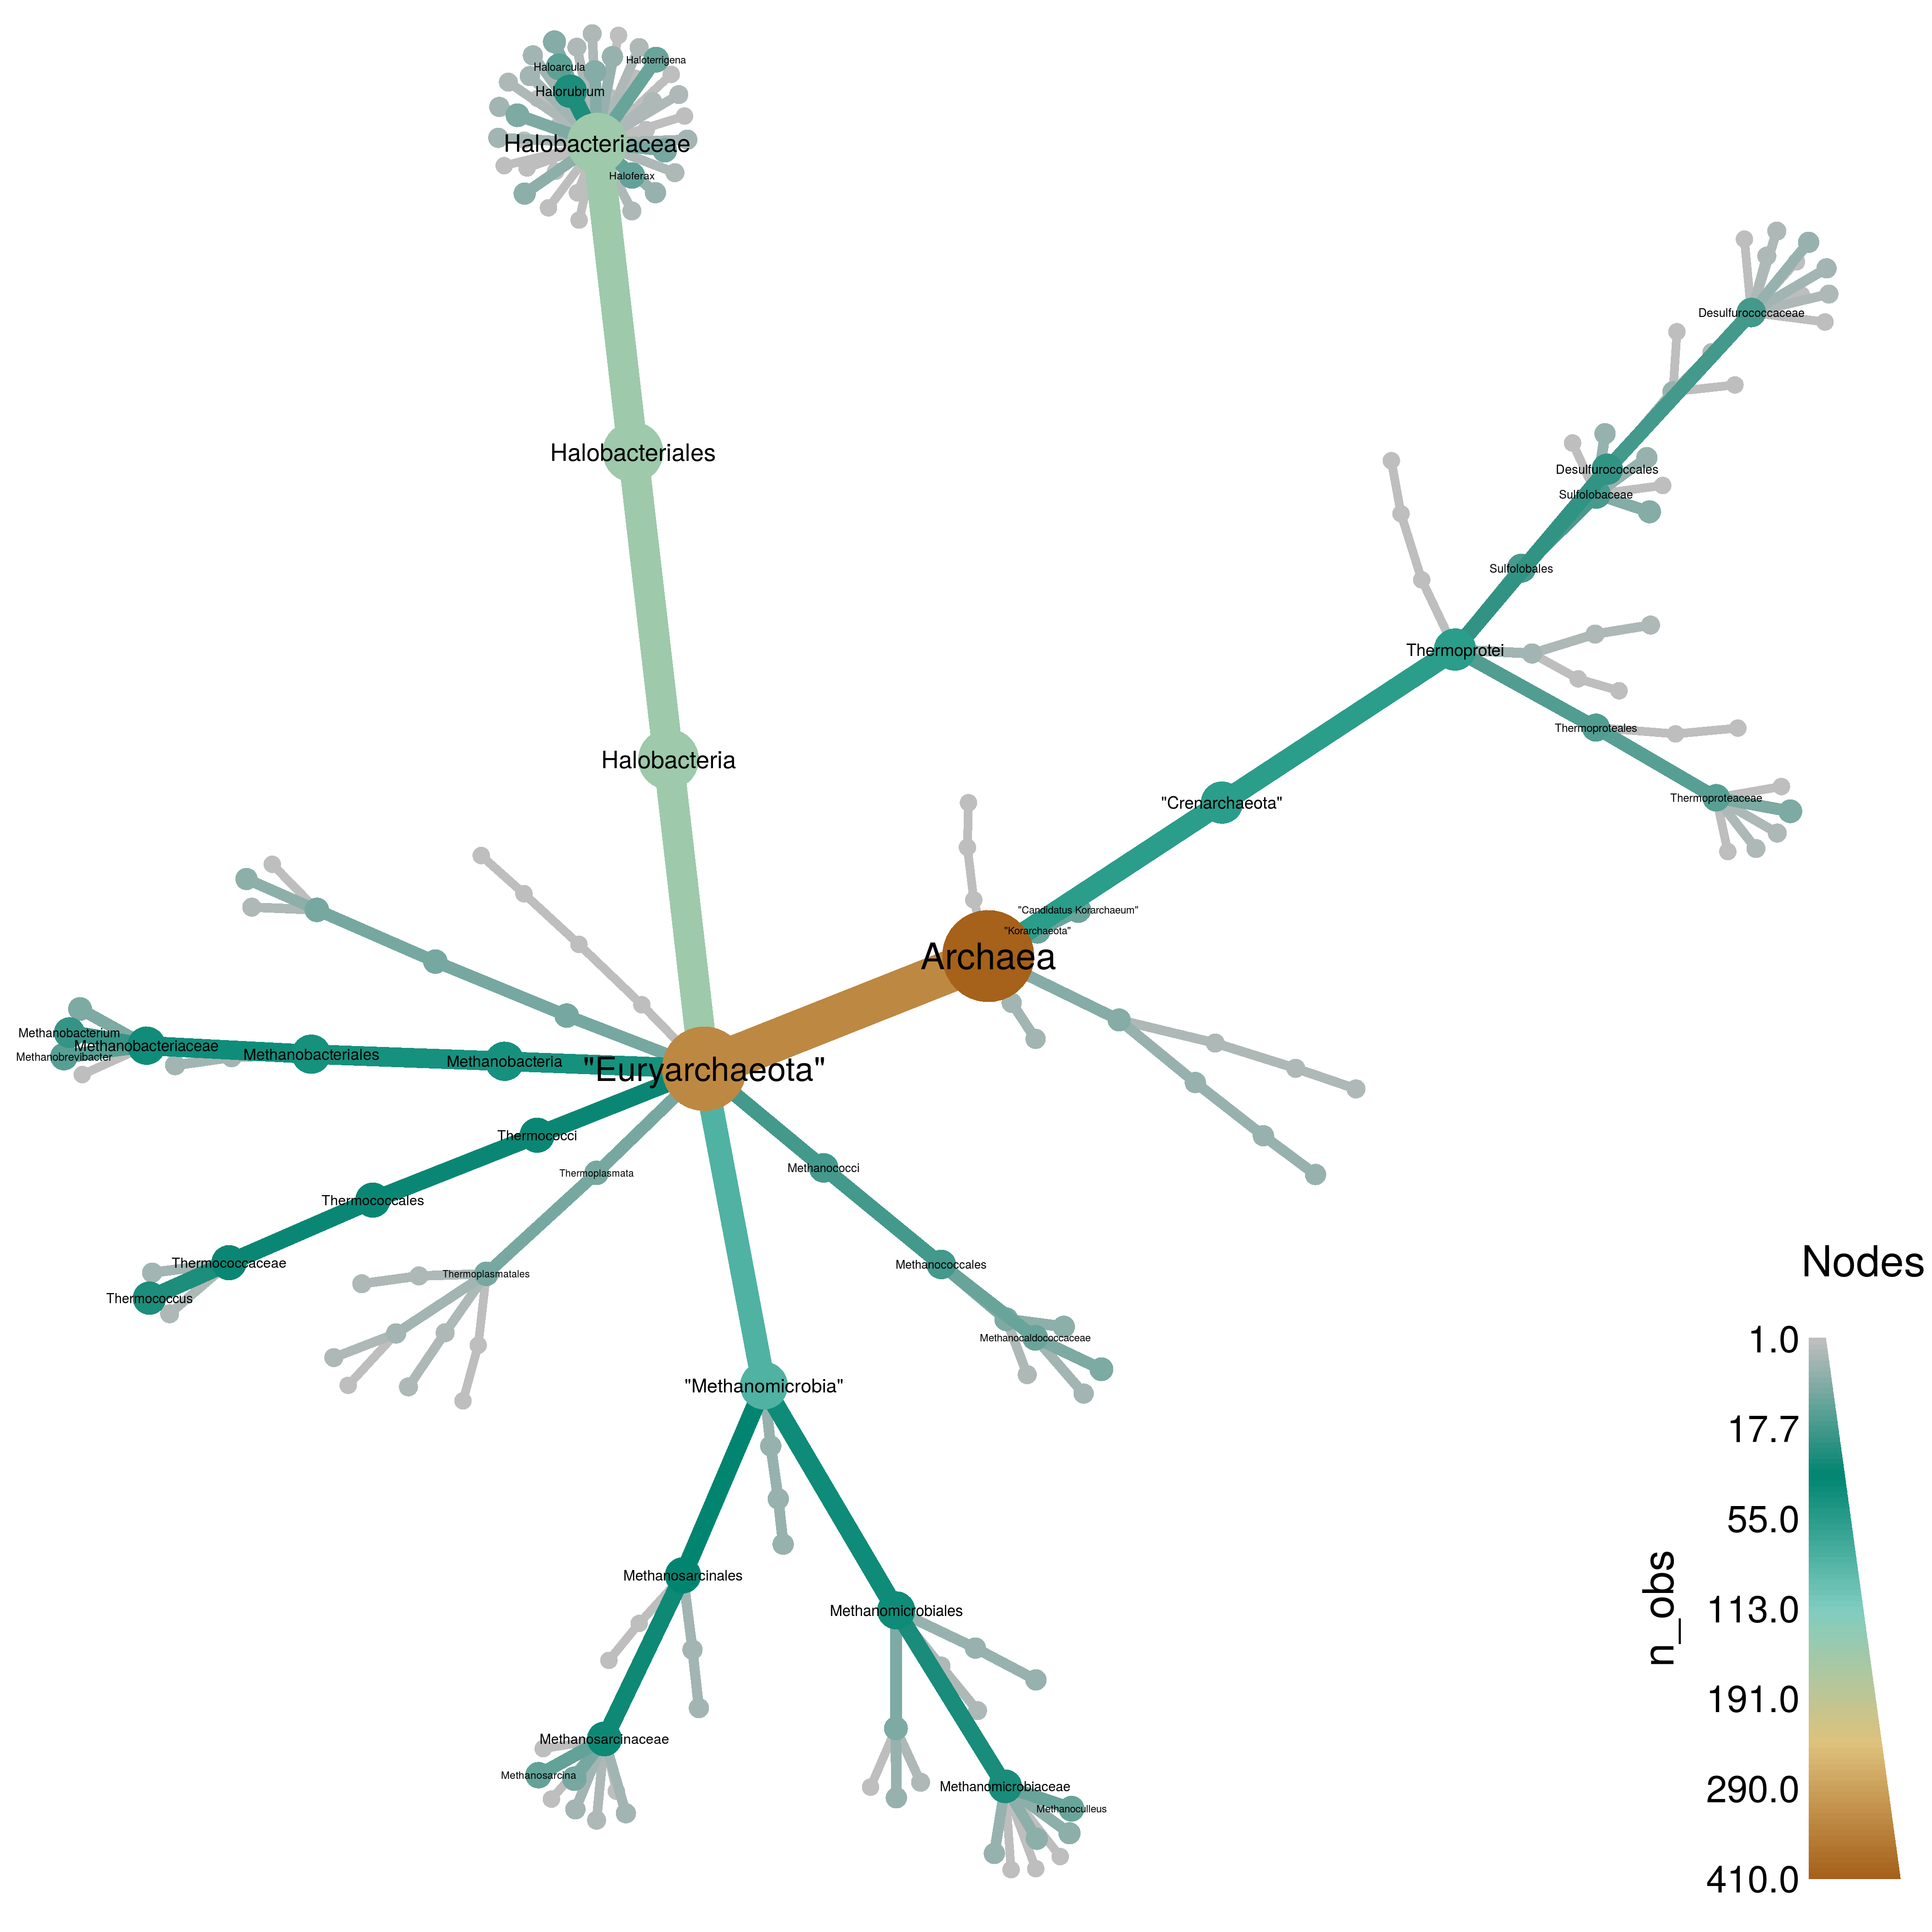 Haloterrigena
Haloarcula
Halorubrum
Halobacteriaceae
Haloferax
Desulfurococcaceae
Halobacteriales
Desulfurococcales
Sulfolobaceae
Sulfolobales
Thermoprotei
Thermoproteales
Halobacteria
Thermoproteaceae
"Crenarchaeota"
"Candidatus Korarchaeum"
"Korarchaeota"
Archaea
Methanobacterium
Methanobacteriaceae
Methanobrevibacter
Methanobacteriales
Methanobacteria
"Euryarchaeota"
Thermococci
Thermoplasmata
Methanococci
Thermococcales
Thermococcaceae
Methanococcales
Thermoplasmatales
Thermococcus
Methanocaldococcaceae
"Methanomicrobia"
Methanosarcinales
Methanomicrobiales
Methanosarcinaceae
Methanosarcina
Methanomicrobiaceae
Methanoculleus
Nodes
n_obs
1.0
17.7
55.0
113.0
191.0
290.0
410.0